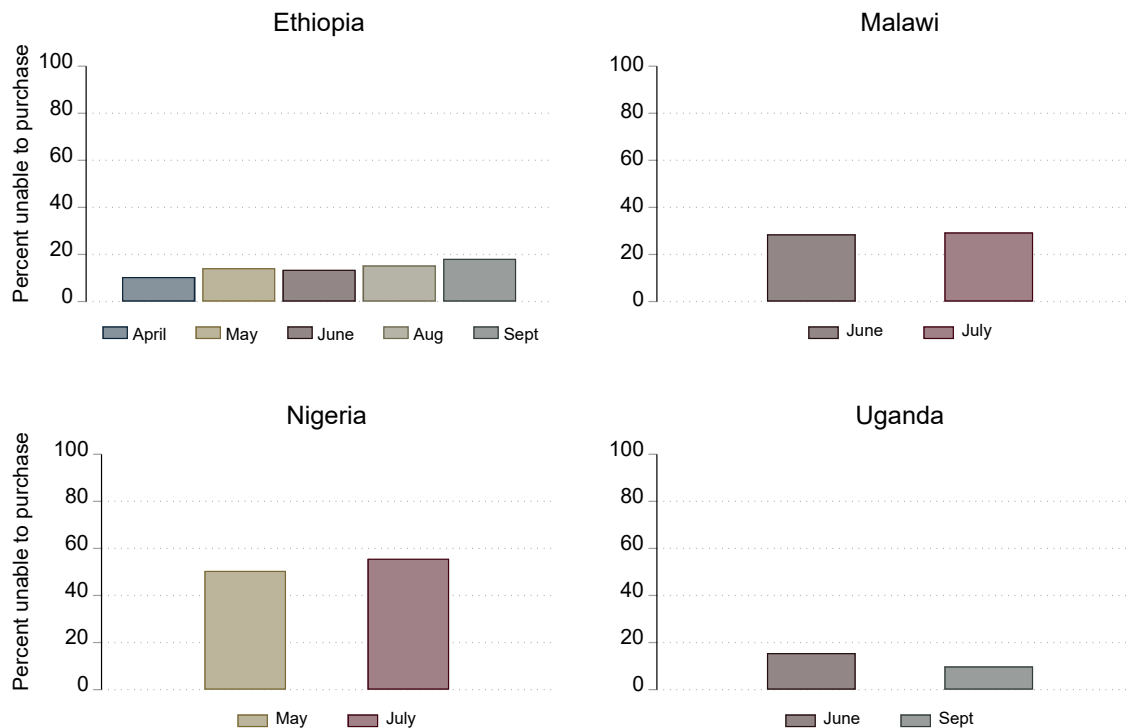 Ethiopia
Percent unable to purchase
100
80
60
40
20
0
April May June Aug Sept
Malawi
100
80
60
40
20
0
June July
Nigeria
Percent unable to purchase
100
80
60
40
20
0
May July
Uganda
100
80
60
40
20
0
June Sept